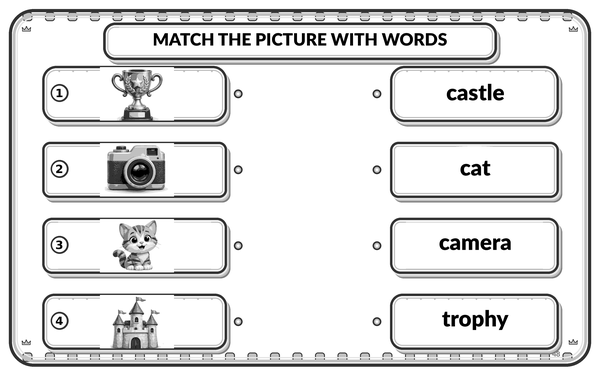 MATCH THE PICTURE WITH WORDS
1 castle
2 cat
3 camera
4 trophy